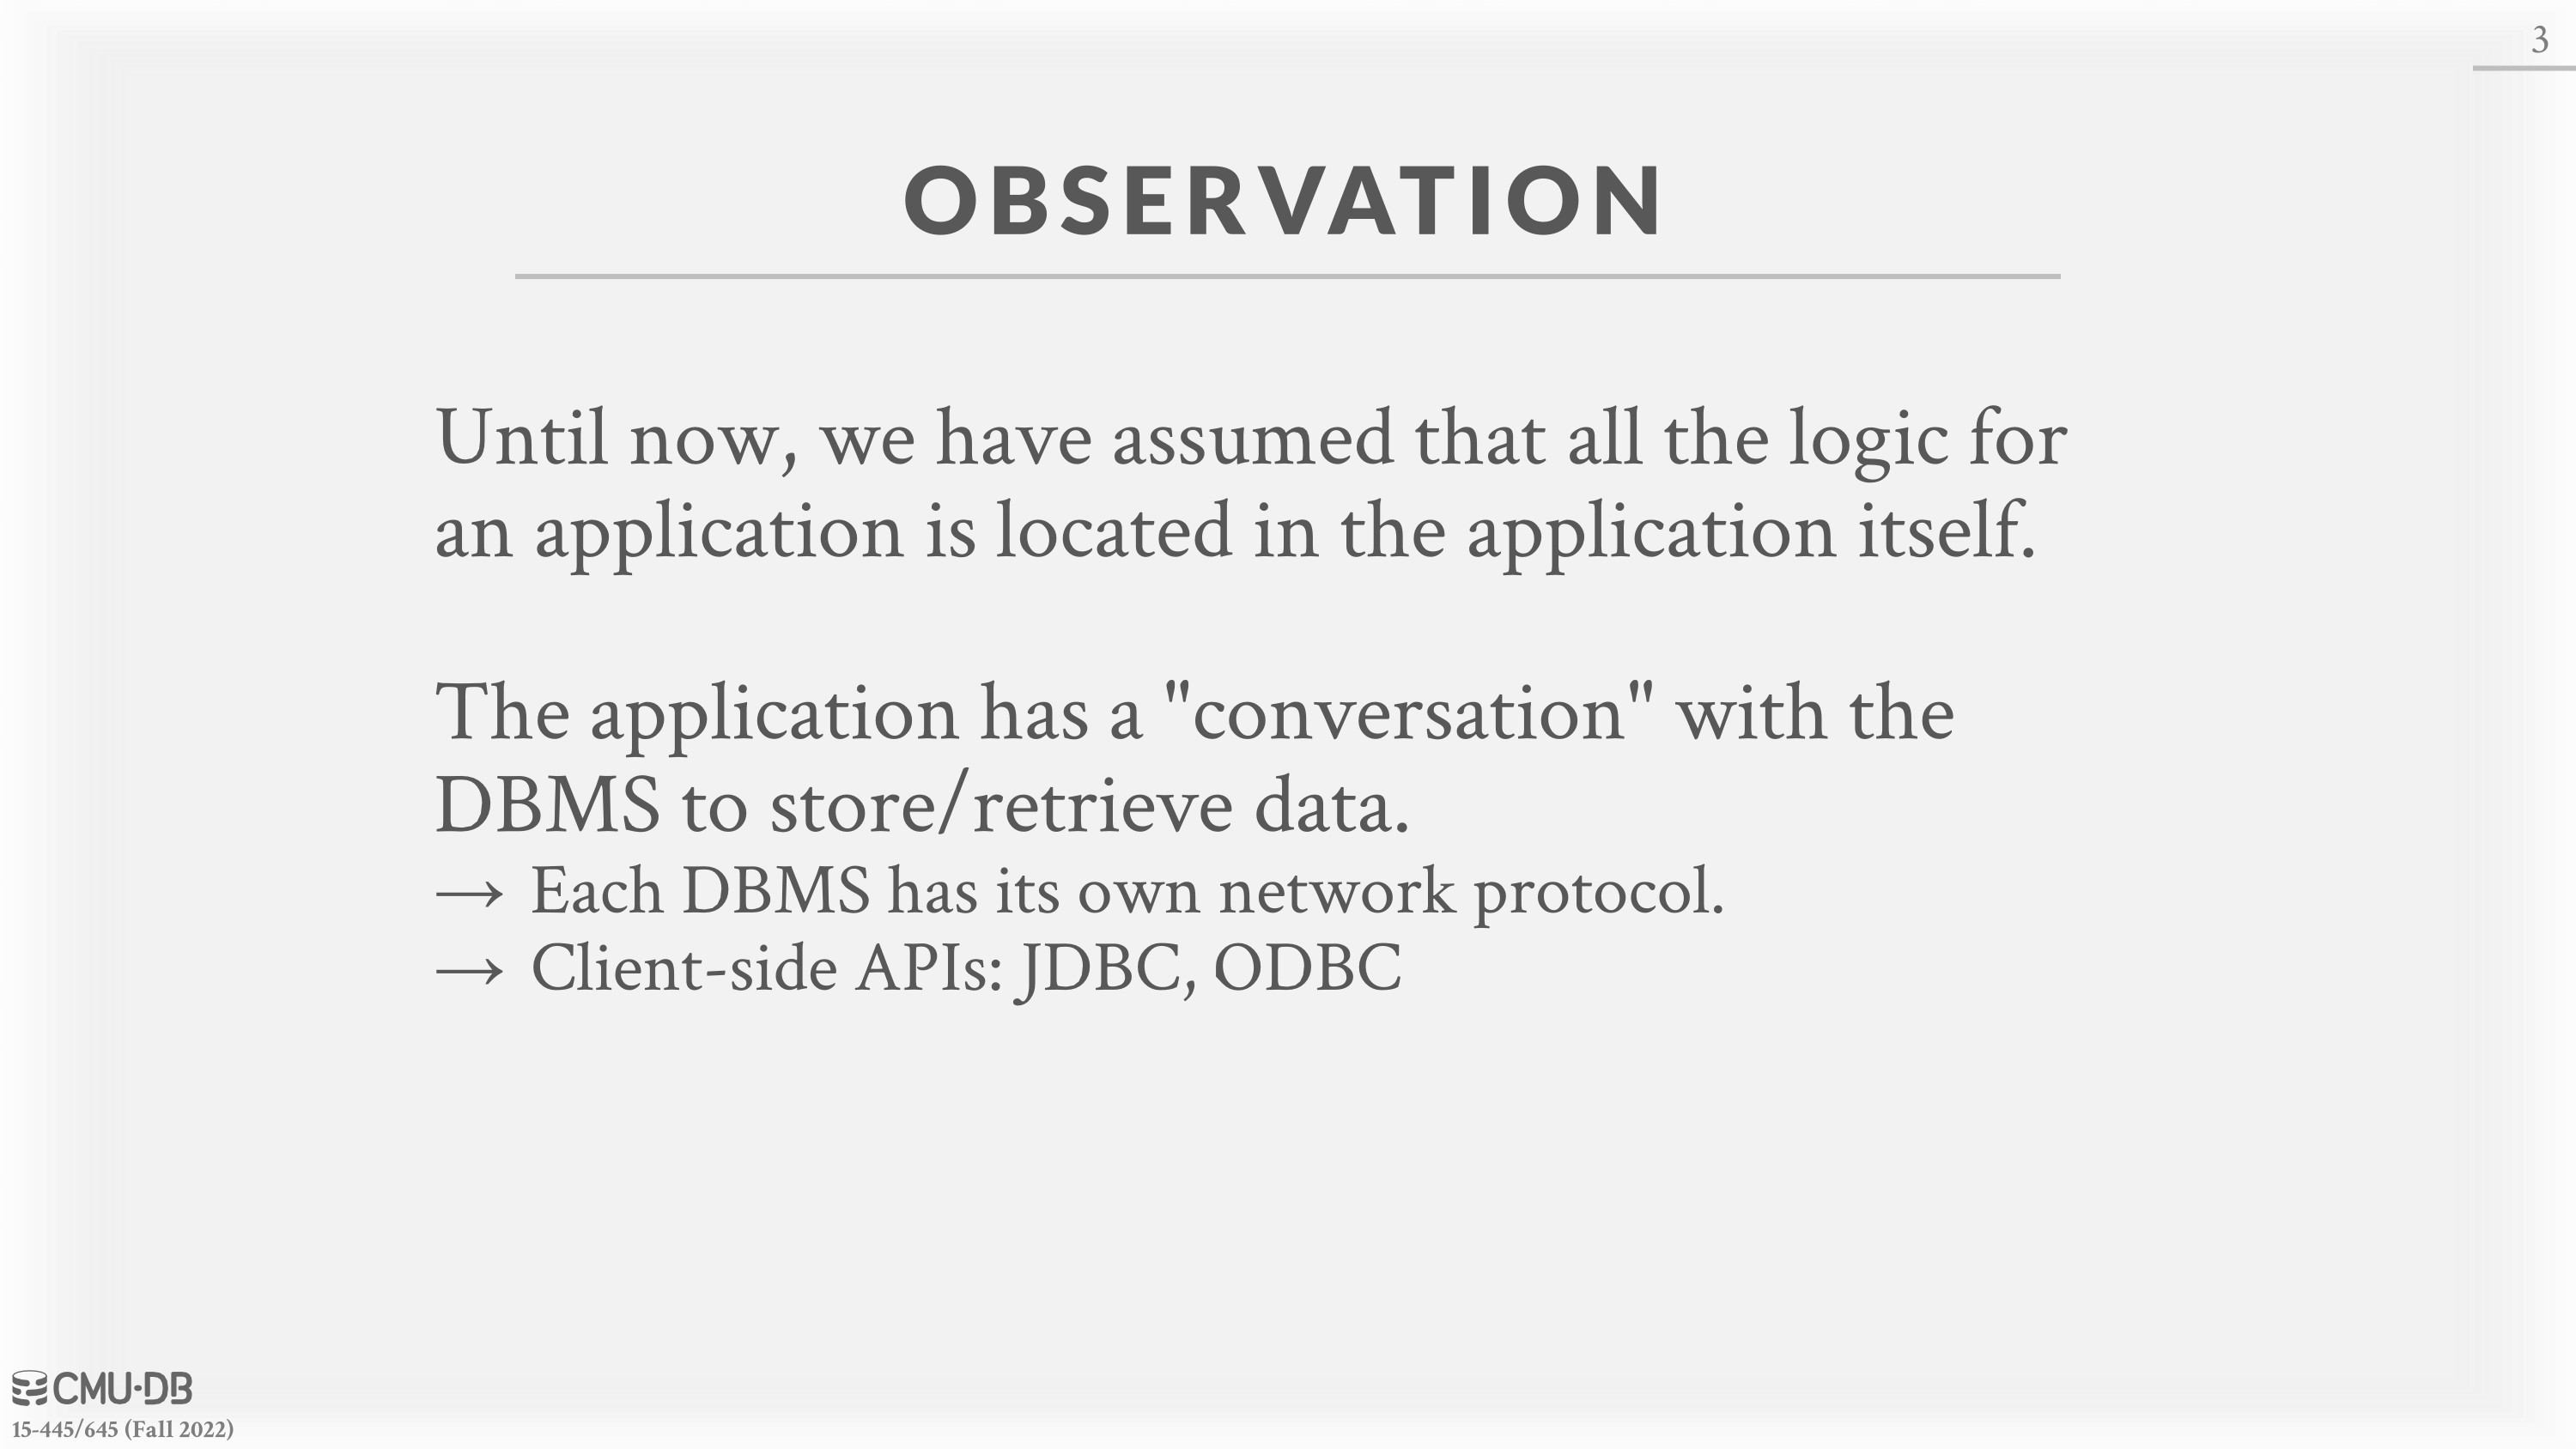 3
OBSERVATION
Until now, we have assumed that all the logic for
an application is located in the application itself.
The application has a "conversation" with the
DBMS to store/retrieve data.
→ Each DBMS has its own network protocol.
→ Client-side APIs: JDBC, ODBC
CMU·DB
15-445/645 (Fall 2022)